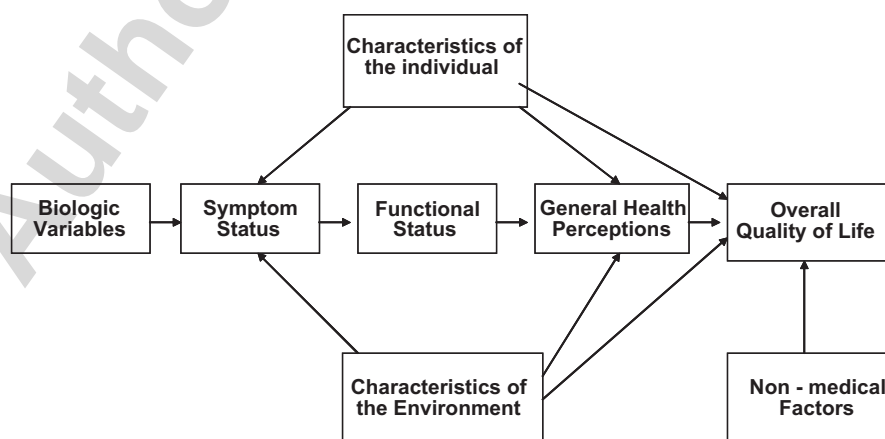 Autho
Characteristics of
the individual
Biologic
Variables
Symptom
Status
Functional
Status
General Health
Perceptions
Overall
Quality of Life
Characteristics of
the Environment
Non - medical
Factors